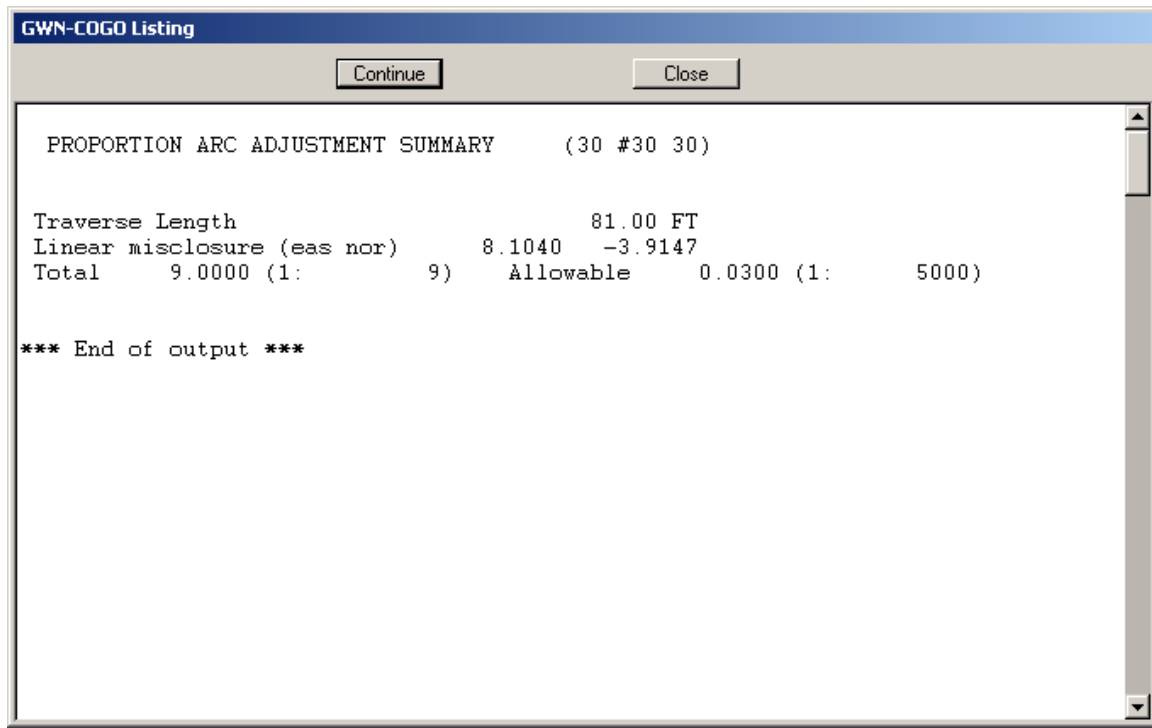 GWN-COGO Listing
Continue Close
PROPORTION ARC ADJUSTMENT SUMMARY (30 #30 30)
Traverse Length 81.00 FT
Linear misclosure (eas nor) 8.1040 -3.9147
Total 9.0000 (1: 9) Allowable 0.0300 (1: 5000)
*** End of output ***